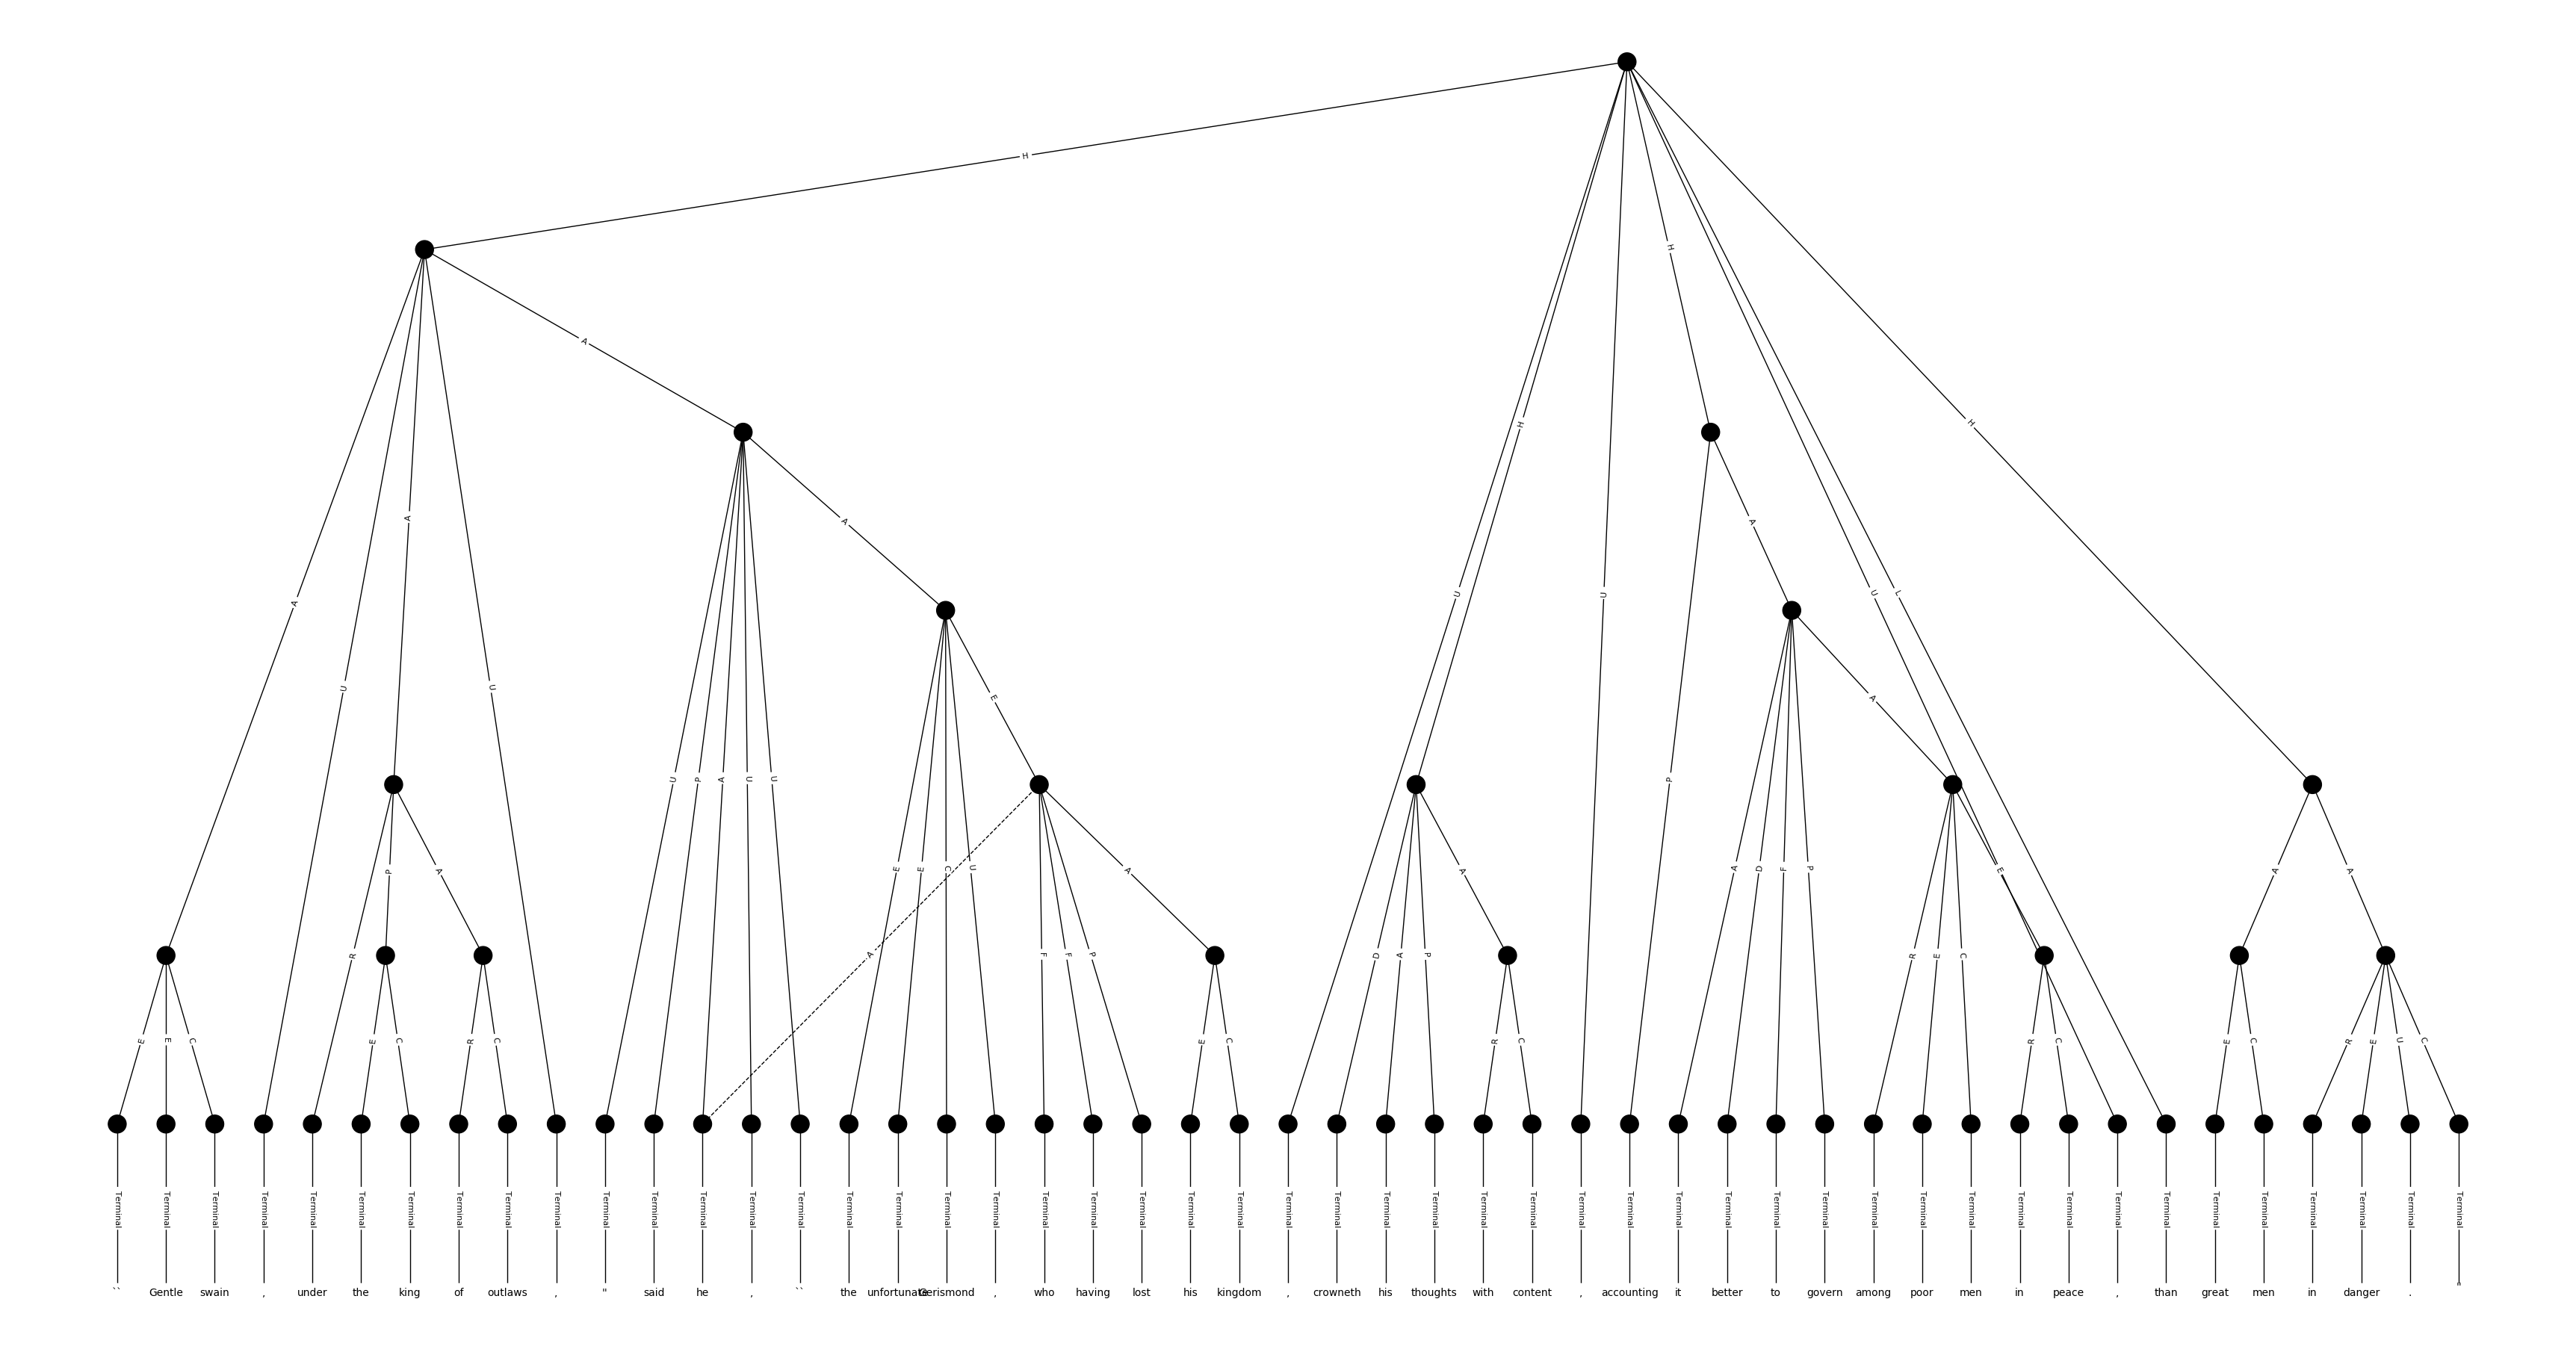 H
A
H
A
A
A
H
H
A
E
U
U
U
L
A
U
U
E
A
U
P
A
U
U
P
A
R
P
A
E
E
C
U
A
A
D
F
P
E
A
A
A
F
F
P
D
A
P
R
E
C
E
E
C
E
C
R
C
E
C
R
C
R
C
E
C
R
E
U
C
Terminal Terminal Terminal Terminal Terminal Terminal Terminal Terminal Terminal Terminal Terminal Terminal Terminal Terminal Terminal Terminal Terminal Terminal Terminal Terminal Terminal Terminal Terminal Terminal Terminal Terminal Terminal Terminal Terminal Terminal Terminal Terminal Terminal Terminal Terminal Terminal Terminal Terminal Terminal Terminal Terminal Terminal Terminal Terminal Terminal Terminal Terminal Terminal Terminal
`` Gentle swain , under the king of outlaws , " said he , `` the unfortunate Gerismond , who having lost his kingdom , crowneth his thoughts with content , accounting it better to govern among poor men in peace , than great men in danger . "